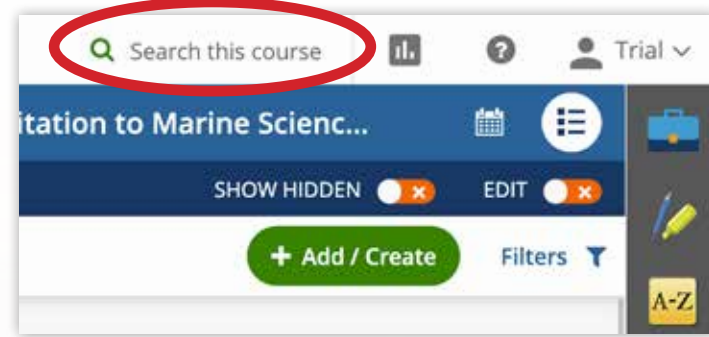 Search this course
Trial
itation to Marine Scienc...
SHOW HIDDEN
EDIT
+ Add / Create
Filters
A-Z